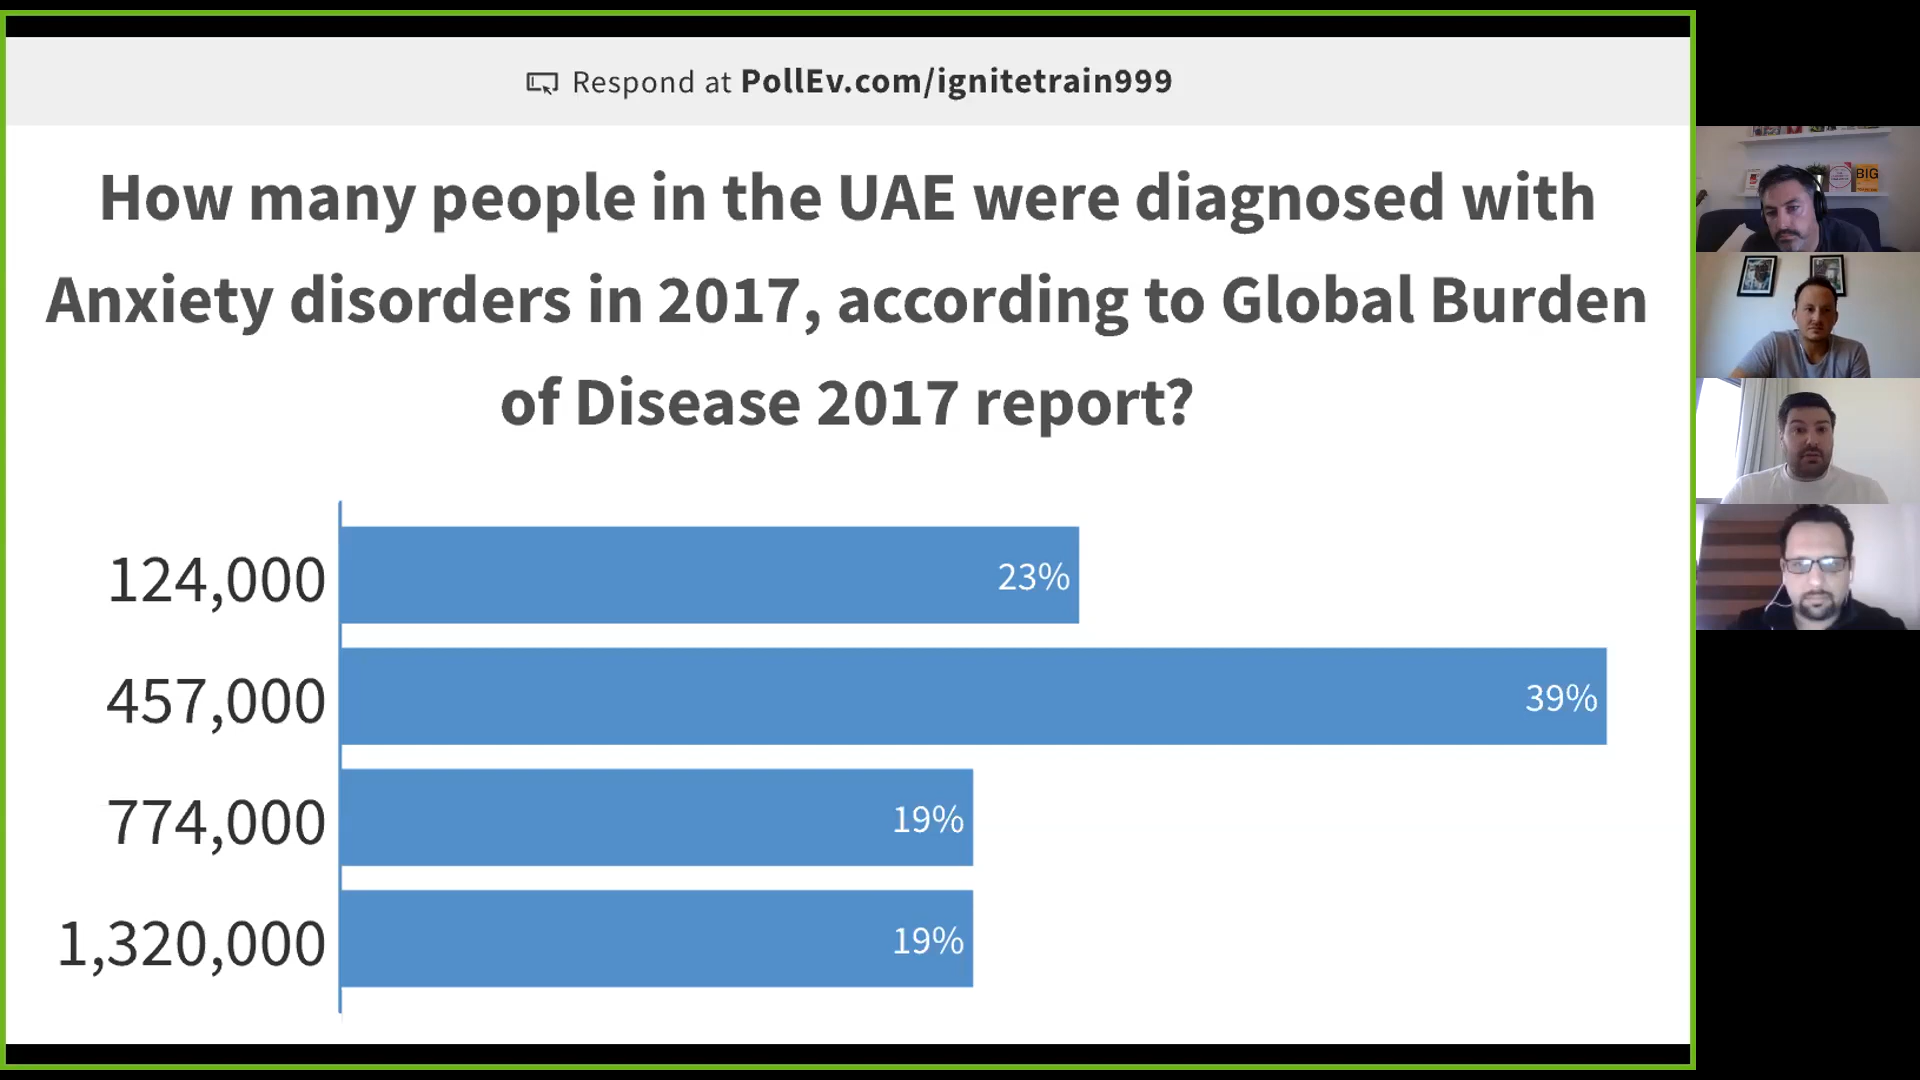 Respond at PollEv.com/ignitetrain999
How many people in the UAE were diagnosed with
Anxiety disorders in 2017, according to Global Burden
of Disease 2017 report?
124,000
23%
457,000
39%
774,000
19%
1,320,000
19%
BIG